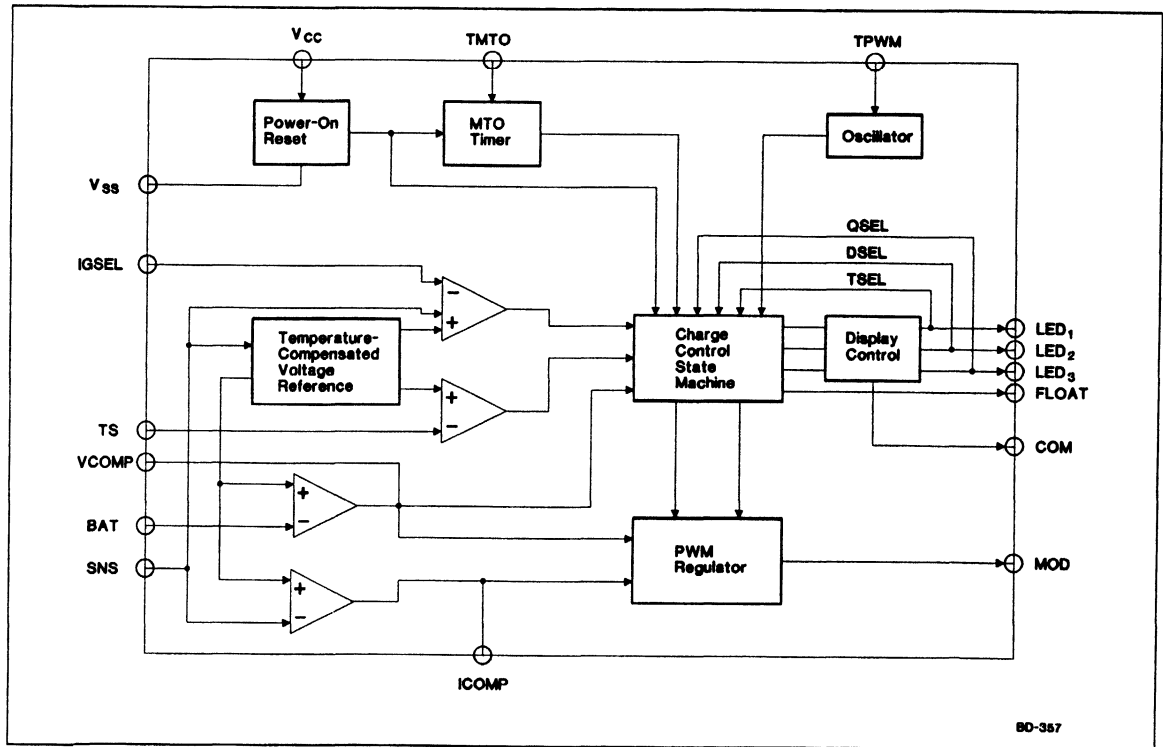 VCC
TMTO
TPWM
Power-On
Reset
MTO
Timer
Oscillator
VSS
QSEL
IGSEL
DSEL
TSEL
−
+
Temperature-
Compensated
Voltage
Reference
Charge
Control
State
Machine
Display
Control
LED1
LED2
LED3
FLOAT
+
−
TS
COM
VCOMP
+
−
BAT
PWM
Regulator
SNS
MOD
+
−
ICOMP
BD-357